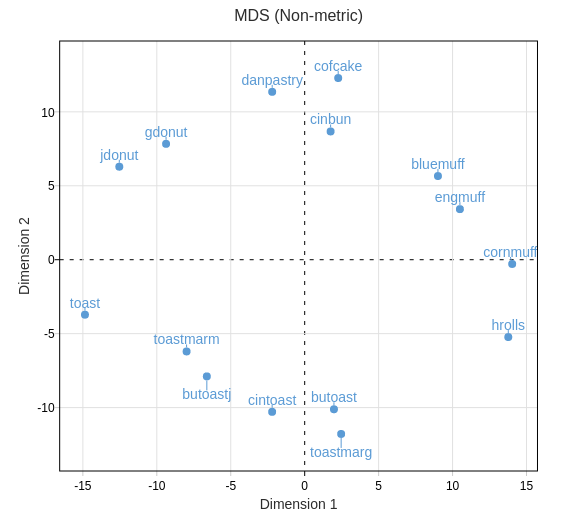 MDS (Non-metric)
cofcake
danpastry
cinbun
10
gdonut
jdonut
bluemuff
5
engmuff
cornmuff
0
Dimension 2
toast
hrolls
-5
toastmarm
butoastj
cintoast
butoast
-10
toastmarg
-15
-10
-5
0
5
10
15
Dimension 1